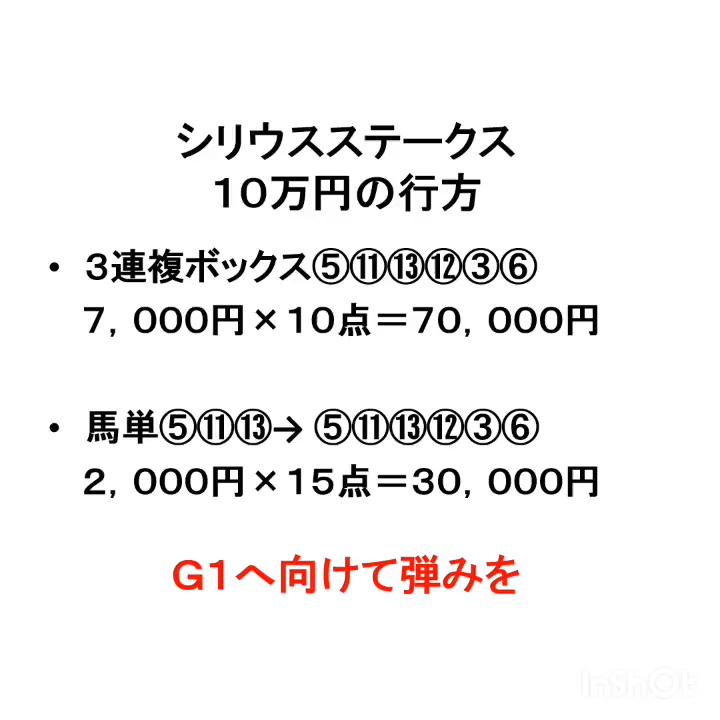 シリウスステークス
１０万円の行方
・ ３連複ボックス⑤⑪⑬⑫③⑥
７，０００円×１０点＝７０，０００円
・ 馬単⑤⑪⑬→ ⑤⑪⑬⑫③⑥
２，０００円×１５点＝３０，０００円
Ｇ１へ向けて弾みを
InShOt